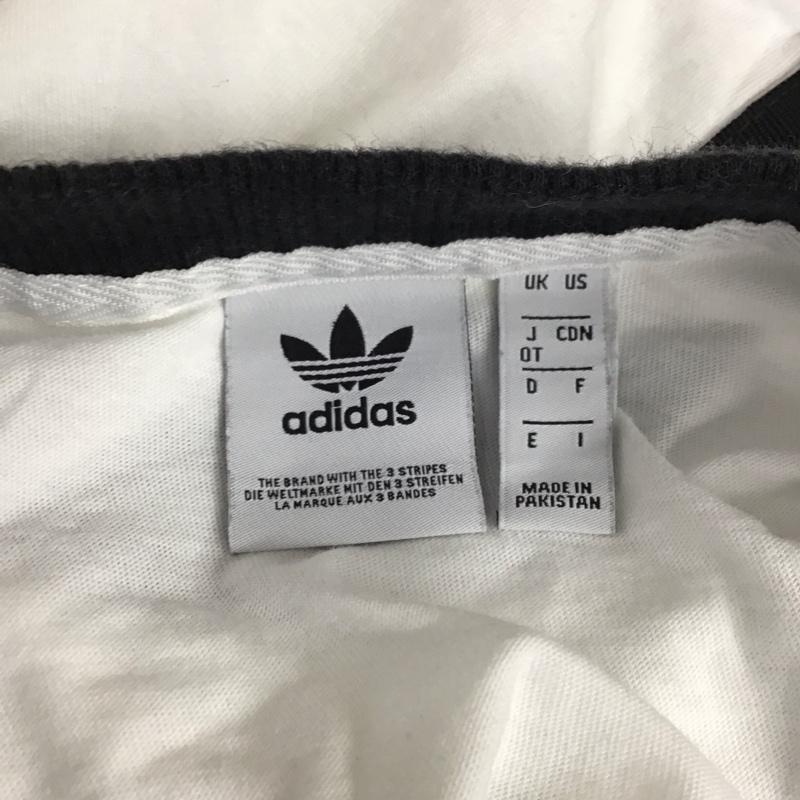 adidas
THE BRAND WITH THE 3 STRIPES
DIE WELTMARKE MIT DEN 3 STREIFEN
LA MARQUE AUX 3 BANDES
UK US
J CDN
OT
D F
E I
MADE IN
PAKISTAN